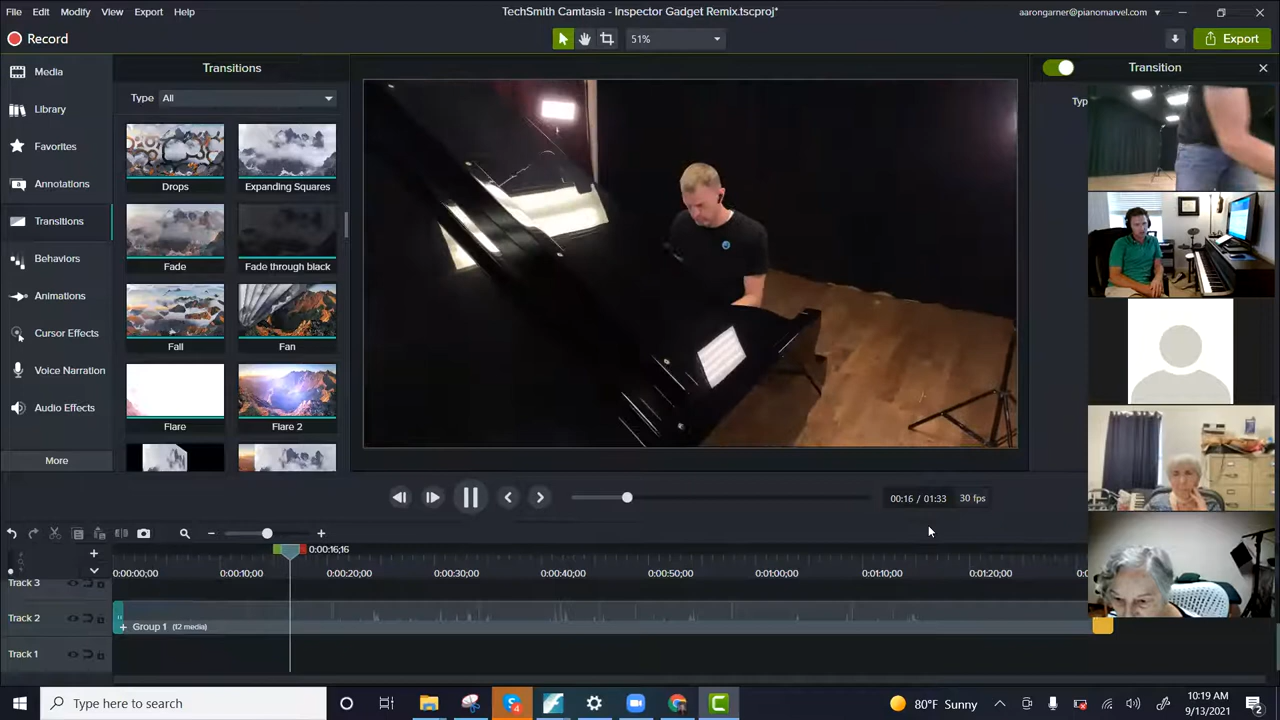 File Edit Modify View Export Help
TechSmith Camtasia - Inspector Gadget Remix.tscproj*
aarongarner@pianomarvel.com
Record
51%
Export
Media
Library
Favorites
Annotations
Transitions
Behaviors
Animations
Cursor Effects
Voice Narration
Audio Effects
More
Transitions
Type All
Drops
Expanding Squares
Fade
Fade through black
Fall
Fan
Flare
Flare 2
Transition
Typ
00:16 / 01:33 30 fps
0:00:16;16
0:00:00;00 0:00:10;00 0:00:20;00 0:00:30;00 0:00:40;00 0:00:50;00 0:01:00;00 0:01:10;00 0:01:20;00 0:0
Track 3
Track 2
Group 1 (12 media)
Track 1
Type here to search
4
80°F Sunny
10:19 AM
9/13/2021
2